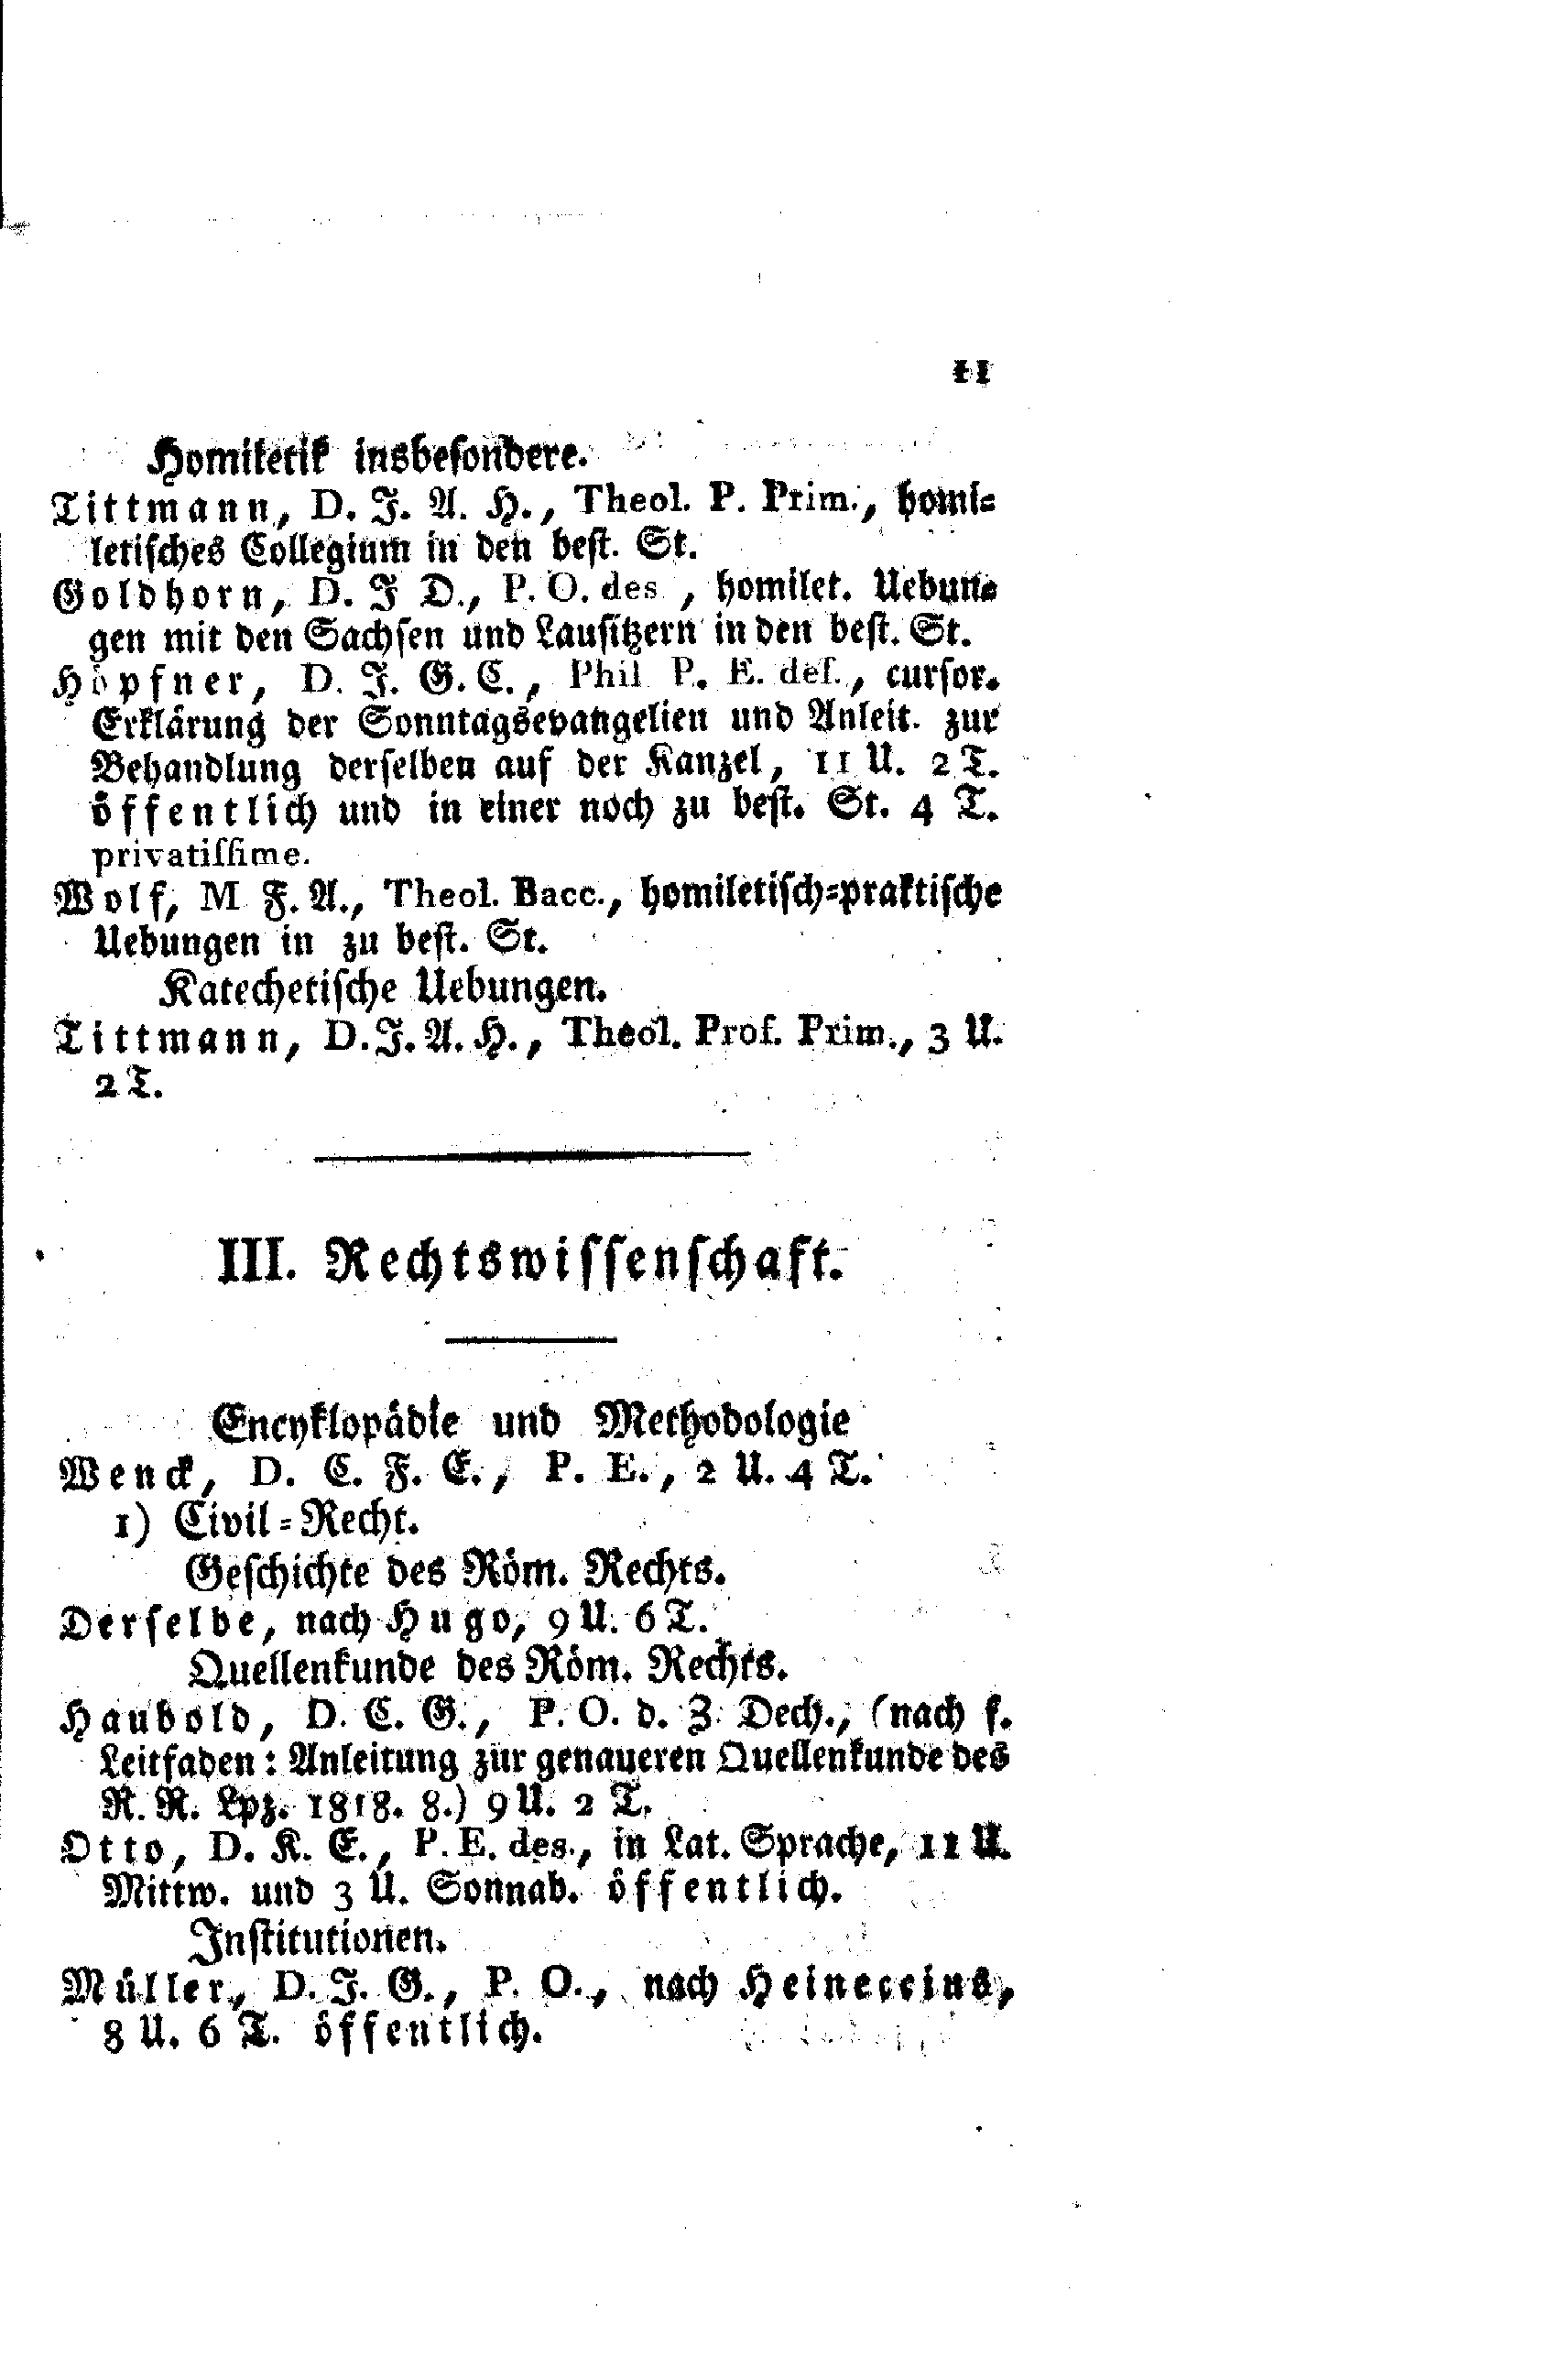 11
Homiletik insbesondere.
Tittmann, D. J. A. H., Theol. P. Prim., homi-
letisches Collegium in den best. St.
Goldhorn, D. J D., P. O. des , homilet. Uebun-
gen mit den Sachsen und Lausitzern in den best. St.
Höpfner, D. J. G. C., Phil P. E. des., cursor.
Erklärung der Sonntagsevangelien und Anleit. zur
Behandlung derselben auf der Kanzel, 11 U. 2 T.
öffentlich und in einer noch zu best. St. 4 T.
privatissime.
Wolf, M F. A., Theol. Bacc., homiletisch-praktische
Uebungen in zu best. St.
Katechetische Uebungen.
Tittmann, D. J. A. H., Theol. Prof. Prim., 3 U.
2 T.
III. Rechtswissenschaft.
Encyklopädie und Methodologie
Wenck, D. C. F. C., P. E., 2 U. 4 T.
1) Civil-Recht.
Geschichte des Röm. Rechts.
Derselbe, nach Hugo, 9 U. 6 T.
Quellenkunde des Röm. Rechts.
Haubold, D. C. G., P. O. d. Z. Dech., (nach s.
Leitfaden: Anleitung zur genaueren Quellenkunde des
R. R. Lpz. 1818. 8.) 9 U. 2 T.
Otto, D. K. E., P. E. des., in Lat. Sprache, 11 U.
Mittw. und 3 U. Sonnab. öffentlich.
Institutionen.
Müller, D. J. G., P. O., nach Heineccius,
8 U. 6 T. öffentlich.